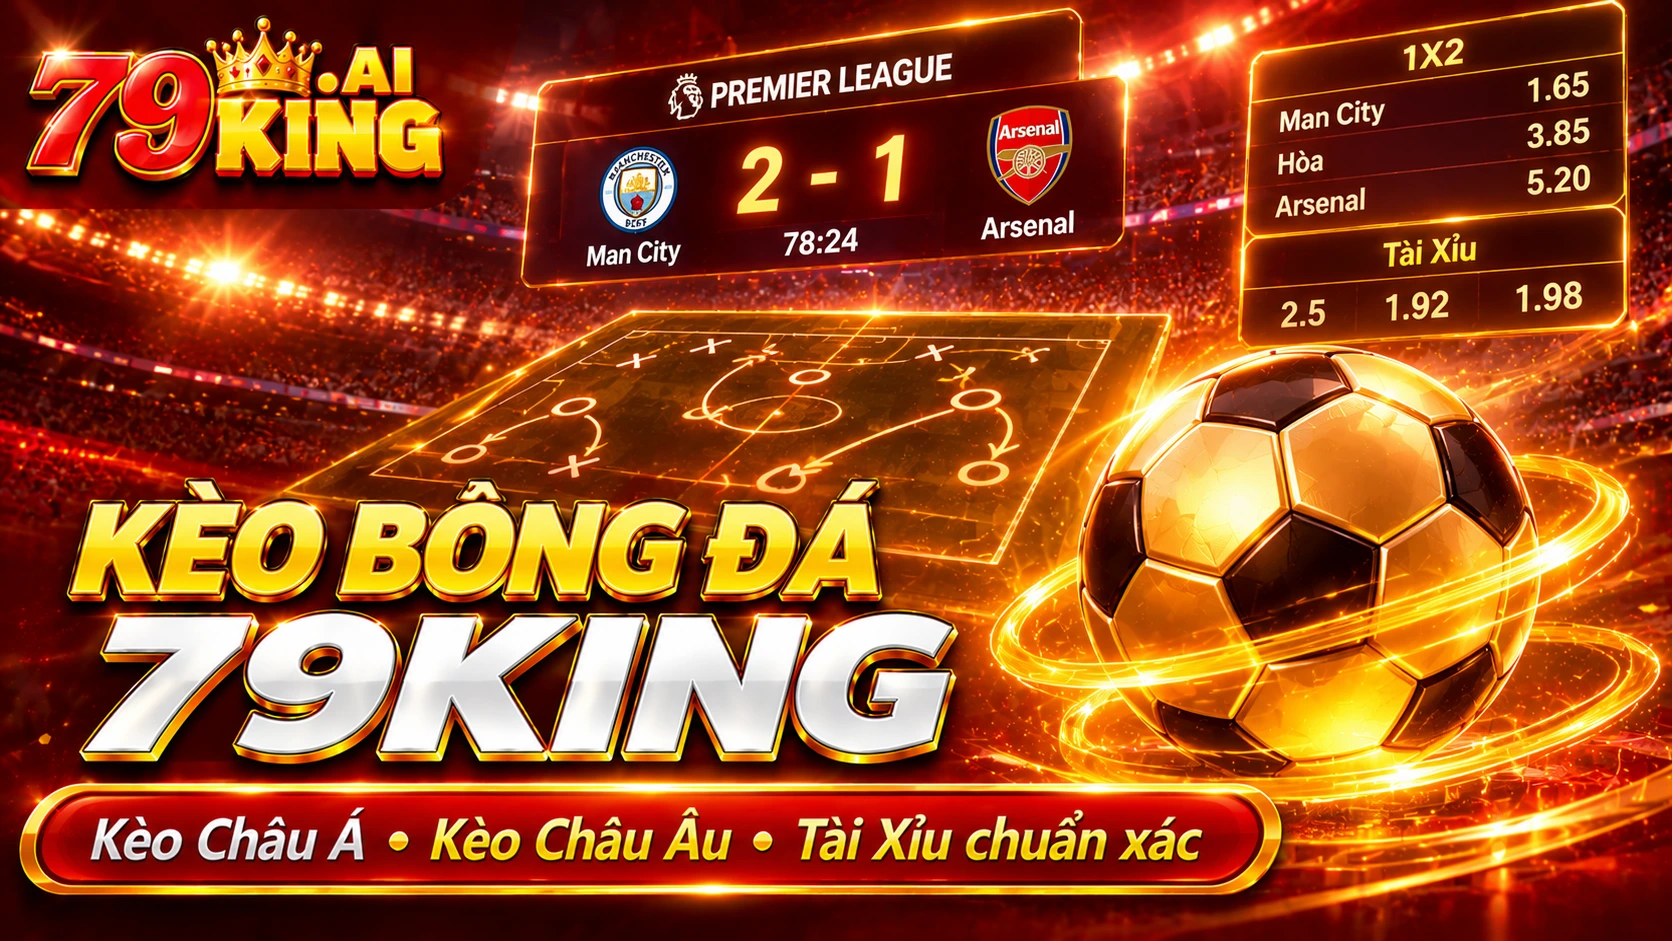 79KING.AI
PREMIER LEAGUE
2 - 1
Man City
78:24
Arsenal
Arsenal
1X2
Man City 1.65
Hòa 3.85
Arsenal 5.20
Tài Xỉu
2.5 1.92 1.98
KÈO BÔNG ĐÁ
79KING
Kèo Châu Á • Kèo Châu Âu • Tài Xỉu chuẩn xác